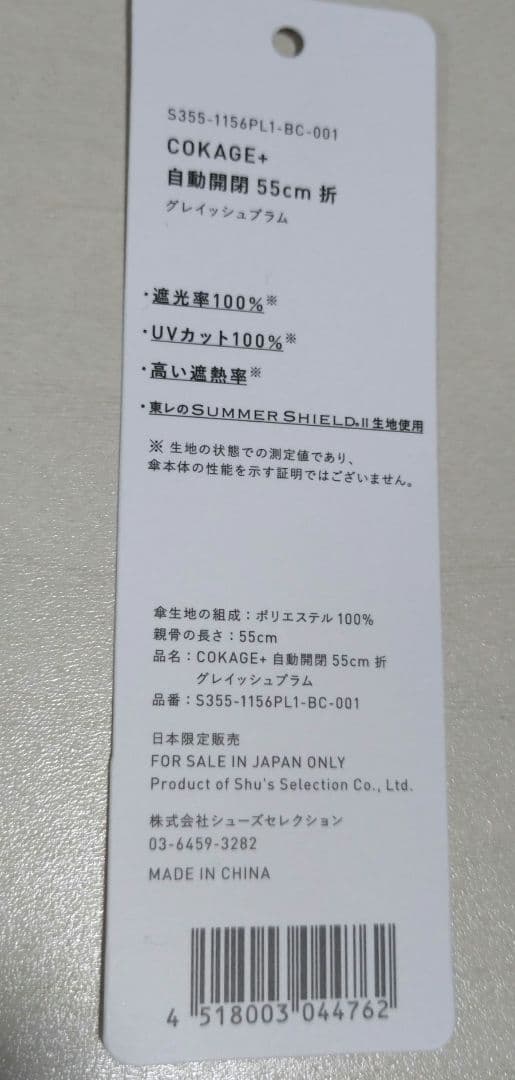 S355-1156PL1-BC-001
COKAGE+
自動開閉 55cm 折
グレイッシュプラム
・遮光率100%※
・UVカット100%※
・高い遮熱率※
・東レのSUMMER SHIELD®II生地使用
※ 生地の状態での測定値であり、
傘本体の性能を示す証明ではございません。
傘生地の組成：ポリエステル 100%
親骨の長さ：55cm
品名：COKAGE+ 自動開閉 55cm 折
グレイッシュプラム
品番：S355-1156PL1-BC-001
日本限定販売
FOR SALE IN JAPAN ONLY
Product of Shu's Selection Co., Ltd.
株式会社シューズセレクション
03-6459-3282
MADE IN CHINA
4 518003 044762